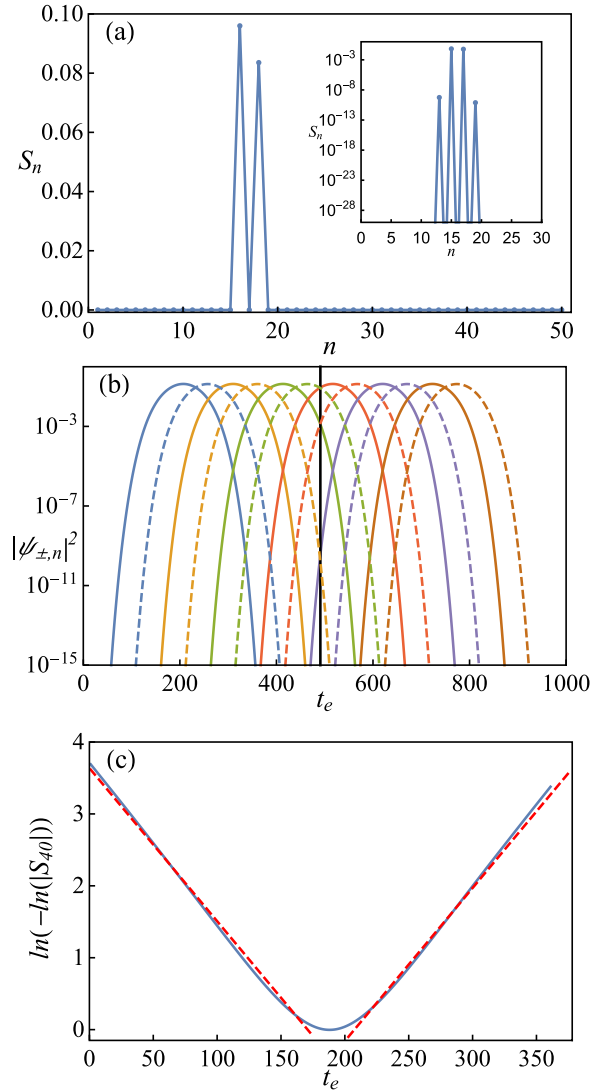 (a)
0.10
0.08
0.06
0.04
0.02
0.00
S_n
0 10 20 30 40 50
n
10^-3
10^-8
10^-13
10^-18
10^-23
10^-28
S_n
0 5 10 15 20 25 30
n
(b)
10^-3
10^-7
|ψ_±,n|^2
10^-11
10^-15
0 200 400 600 800 1000
t_e
(c)
4
3
2
1
0
ln(-ln(|S_40|))
0 50 100 150 200 250 300 350
t_e